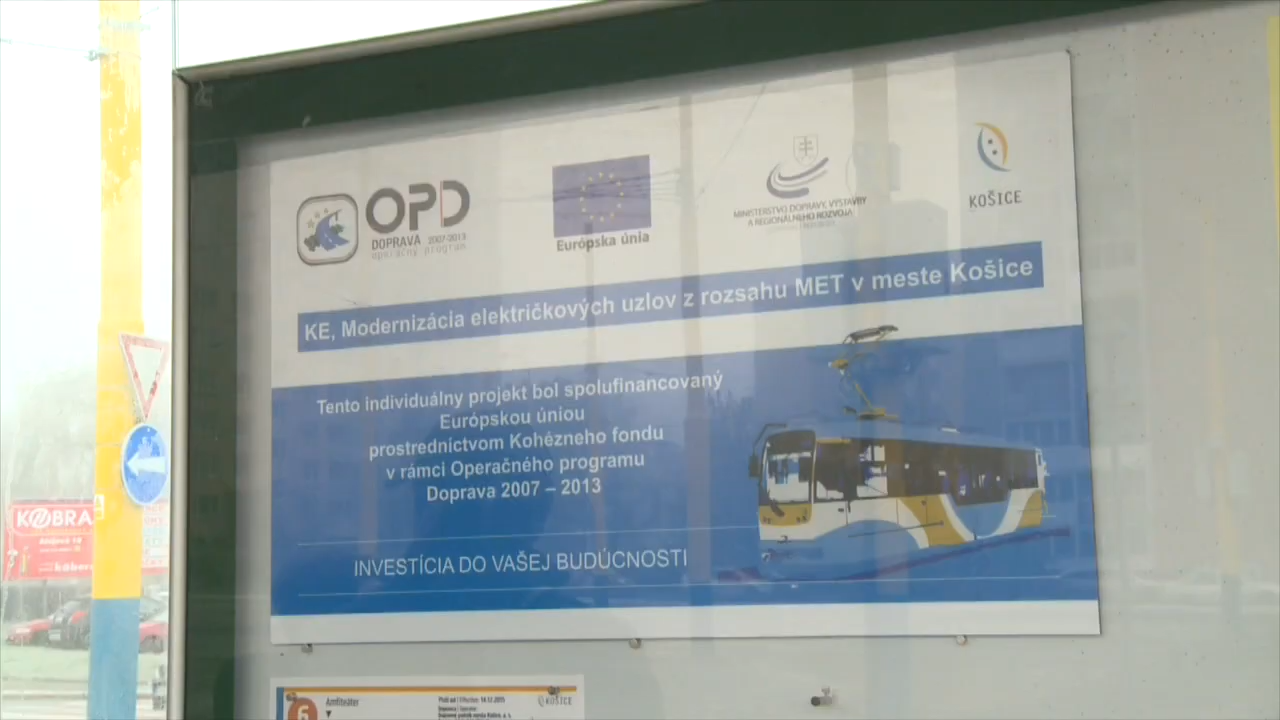 OPD
DOPRAVA 2007-2013
operačný program
Európska únia
MINISTERSTVO DOPRAVY, VÝSTAVBY
A REGIONÁLNEHO ROZVOJA
KOŠICE
KE, Modernizácia električkových uzlov z rozsahu MET v meste Košice
Tento individuálny projekt bol spolufinancovaný
Európskou úniou
prostredníctvom Kohézneho fondu
v rámci Operačného programu
Doprava 2007 – 2013
INVESTÍCIA DO VAŠEJ BUDÚCNOSTI
KOBRA
6
Amfiteáter
KOŠICE